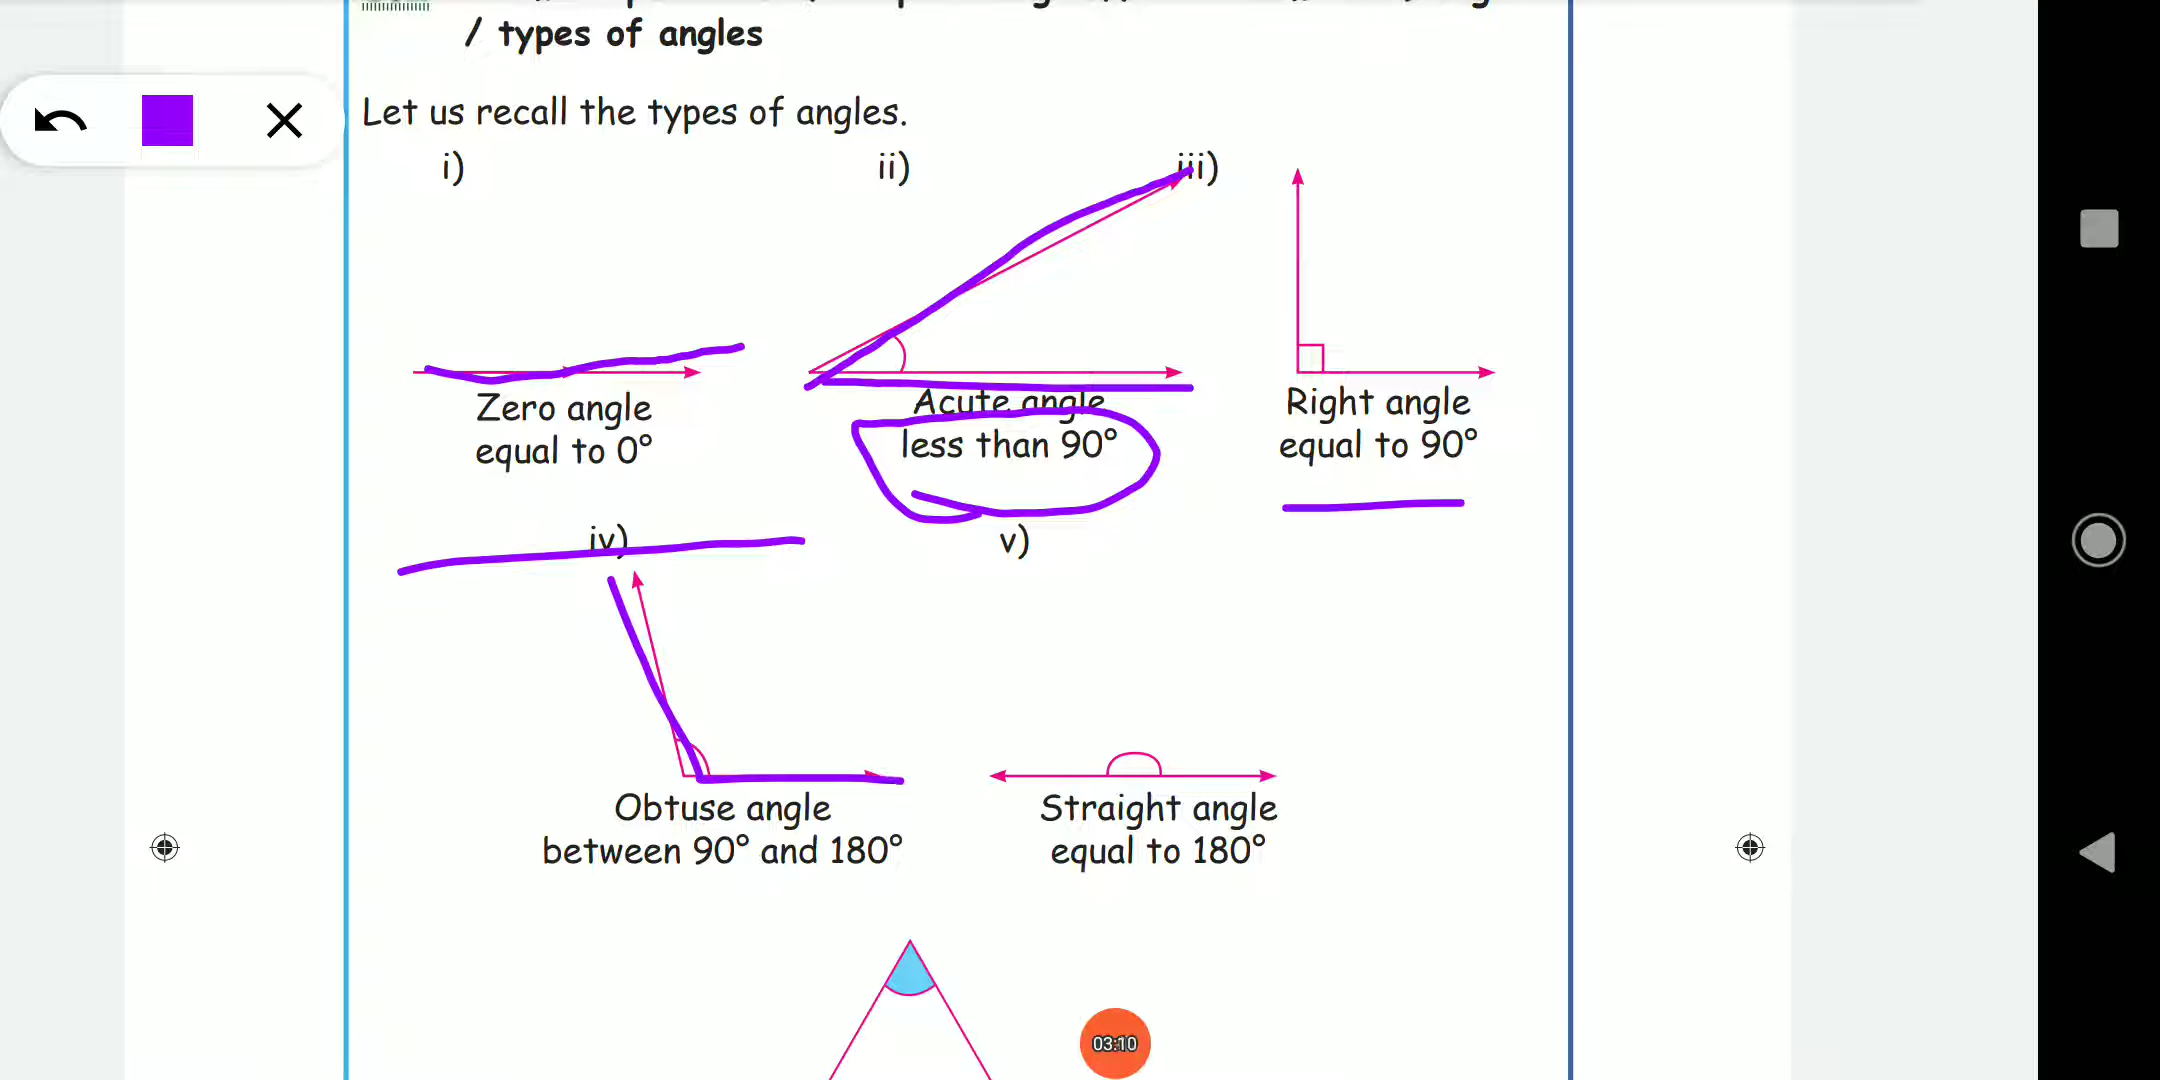 / types of angles
Let us recall the types of angles.
i)
ii)
iii)
Zero angle
equal to 0°
Acute angle
less than 90°
Right angle
equal to 90°
iv)
v)
Obtuse angle
between 90° and 180°
Straight angle
equal to 180°
03:10